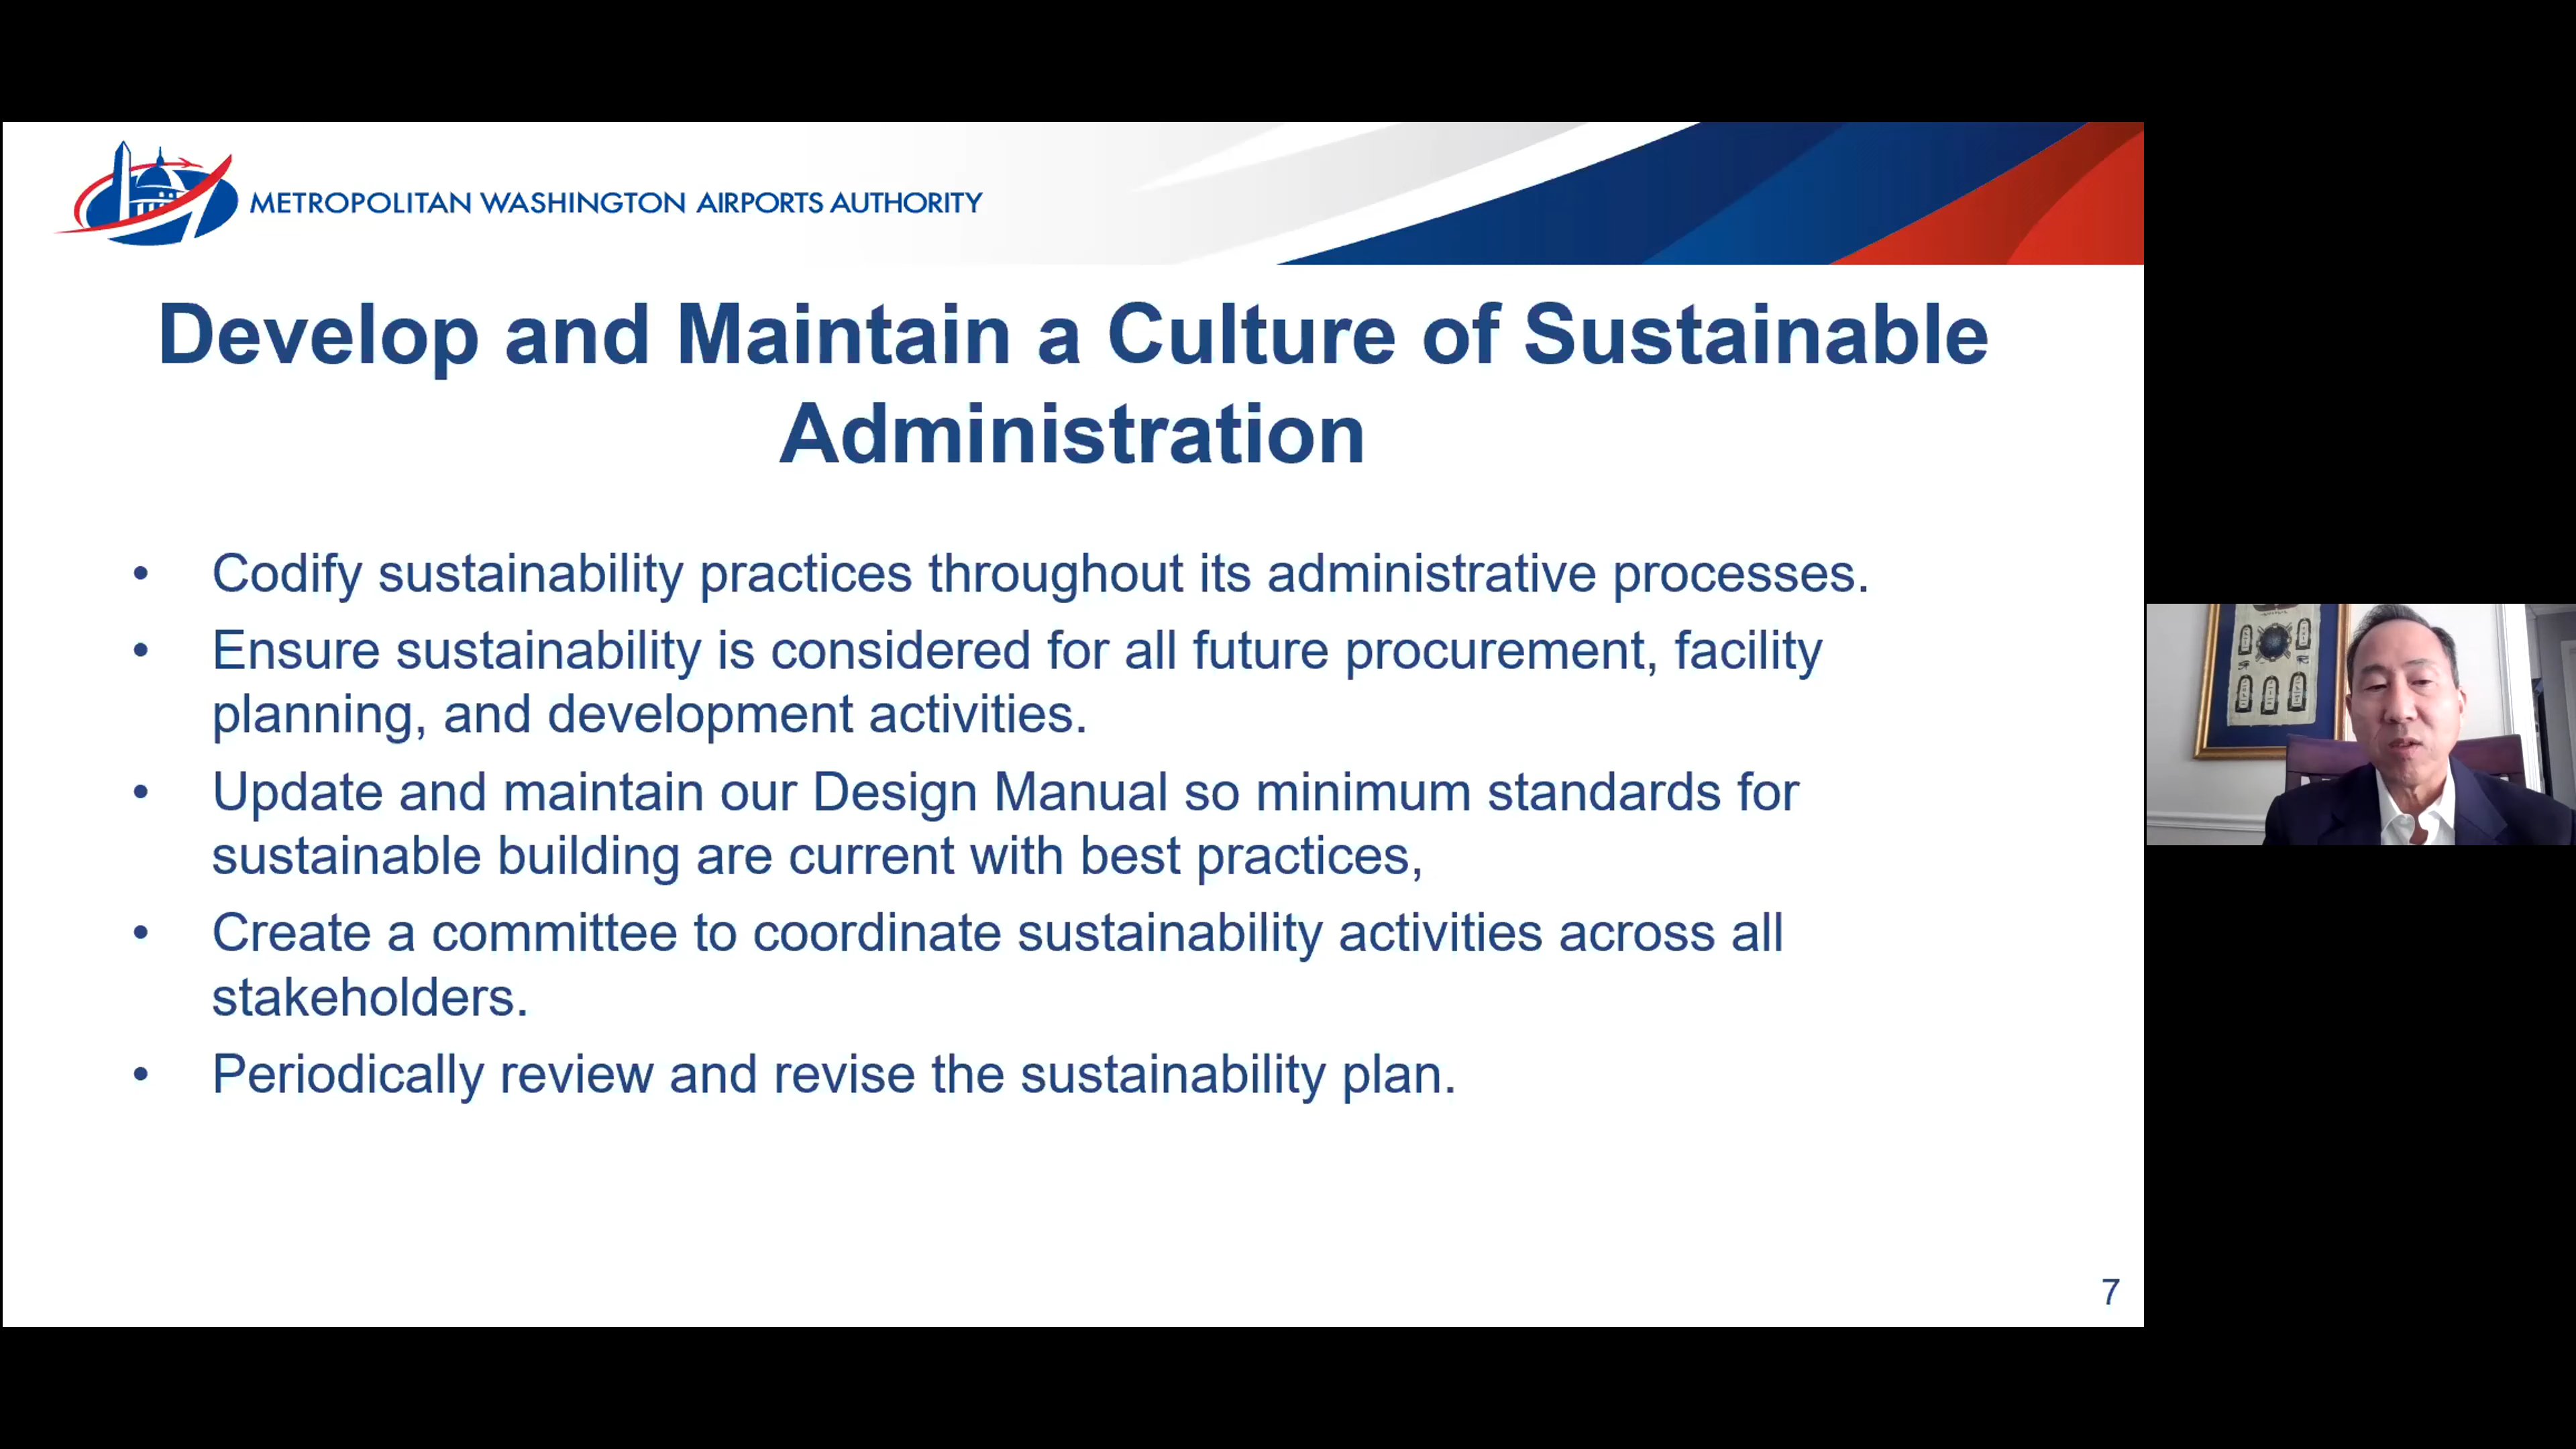 METROPOLITAN WASHINGTON AIRPORTS AUTHORITY
Develop and Maintain a Culture of Sustainable
Administration
• Codify sustainability practices throughout its administrative processes.
• Ensure sustainability is considered for all future procurement, facility
planning, and development activities.
• Update and maintain our Design Manual so minimum standards for
sustainable building are current with best practices,
• Create a committee to coordinate sustainability activities across all
stakeholders.
• Periodically review and revise the sustainability plan.
7